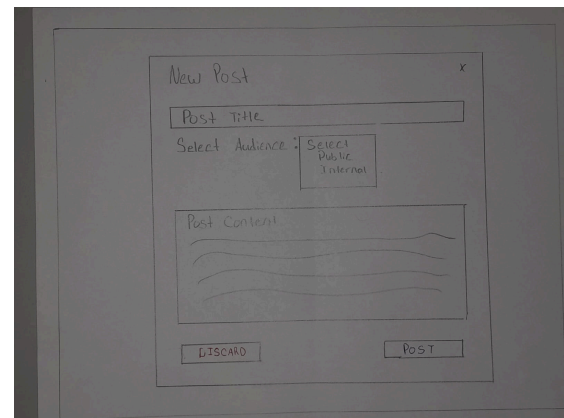 New Post x
Post Title
Select Audience : Select
Public
Internal
Post Content
DISCARD POST